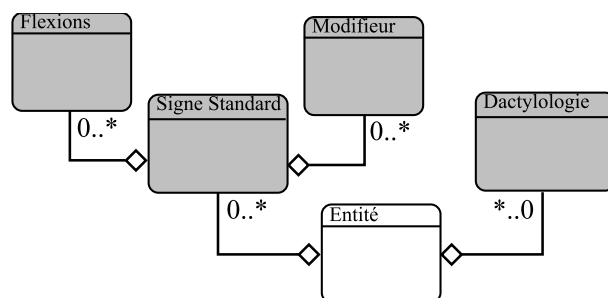 Flexions
Modifieur
Signe Standard
Dactylologie
0..*
0..*
0..*
*..0
Entité